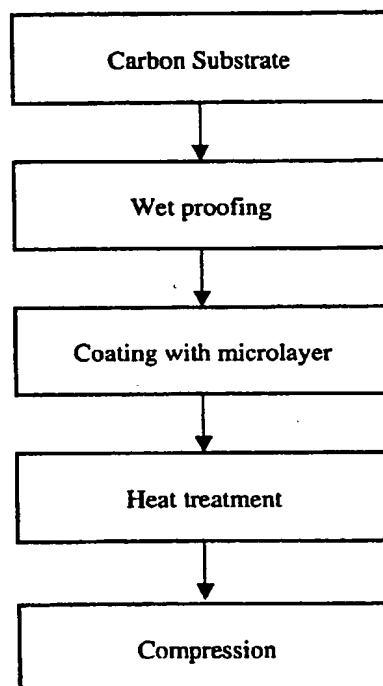 Carbon Substrate
Wet proofing
Coating with microlayer
Heat treatment
Compression